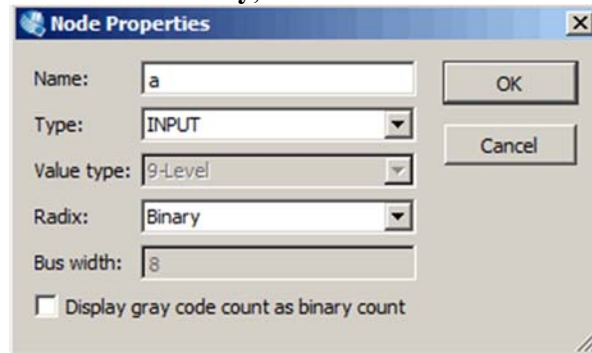 Node Properties
Name: a OK
Type: INPUT Cancel
Value type: 9-Level
Radix: Binary
Bus width: 8
Display gray code count as binary count